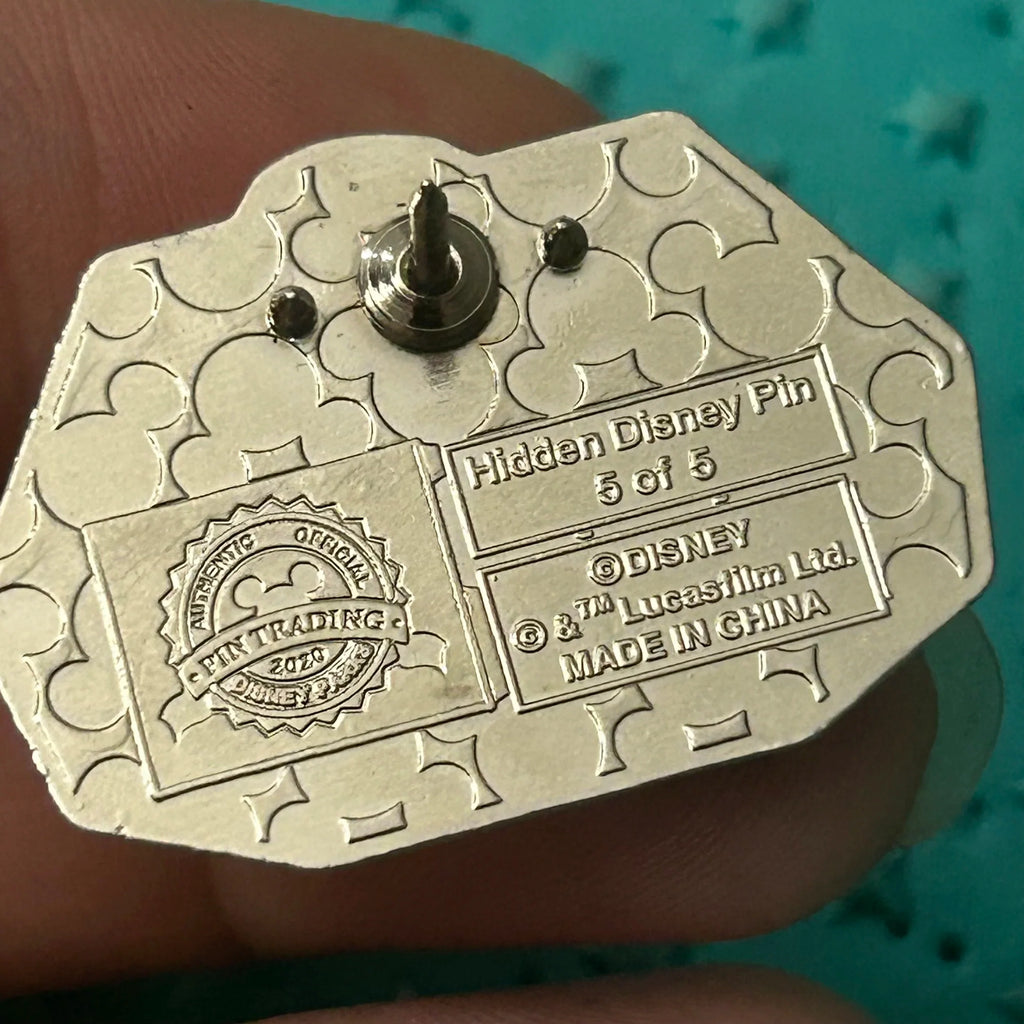 Hidden Disney Pin
5 of 5
©DISNEY
© &™ Lucasfilm Ltd.
MADE IN CHINA
AUTHENTIC OFFICIAL
PIN TRADING
2020
DISNEY PARKS